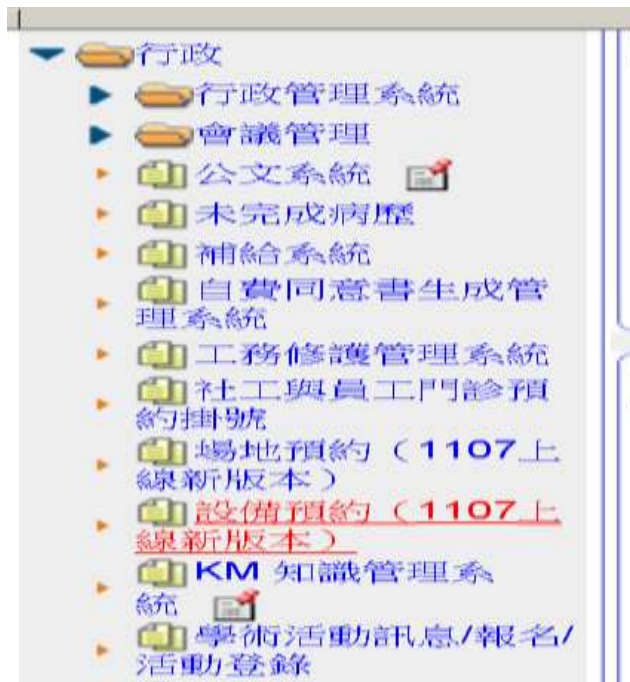 行政
行政管理系統
會議管理
公文系統
未完成病歷
補給系統
自費同意書生成管
理系統
工務修護管理系統
社工與員工門診預
約掛號
場地預約（1107上
線新版本）
設備預約（1107上
線新版本）
KM 知識管理系
統
學術活動訊息/報名/
活動登錄